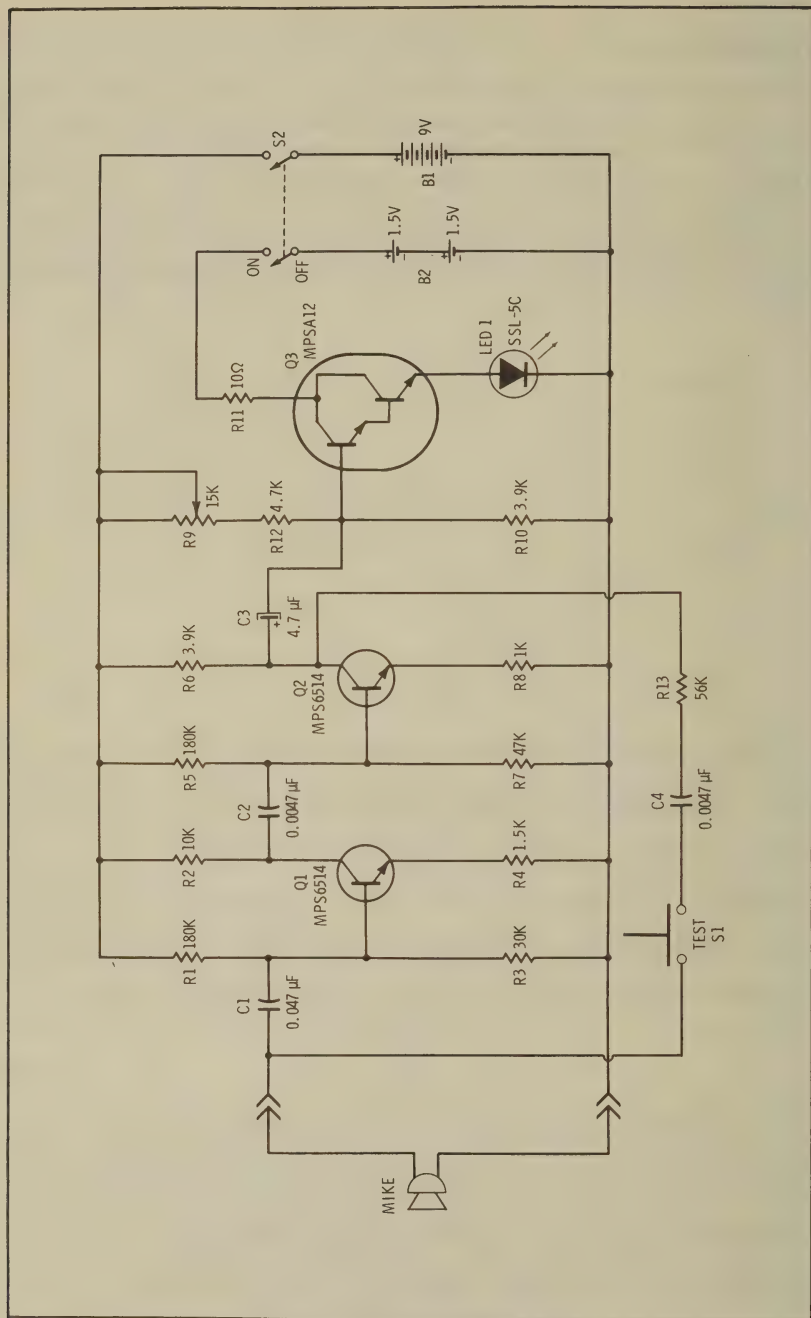 MIKE
C1
0.047 µF
R1 180K
R3 30K
R2 10K
Q1
MPS6514
R4 1.5K
C2
0.0047 µF
R5 180K
R7 47K
R6 3.9K
Q2
MPS6514
R8 1K
C3
+
4.7 µF
TEST
S1
C4
0.0047 µF
R13
56K
R9
15K
R12
4.7K
R10 3.9K
R11 10Ω
Q3
MPSA12
LED 1
SSL-5C
ON
OFF
S2
B2
+
1.5V
-
+
1.5V
-
B1
+
9V
-